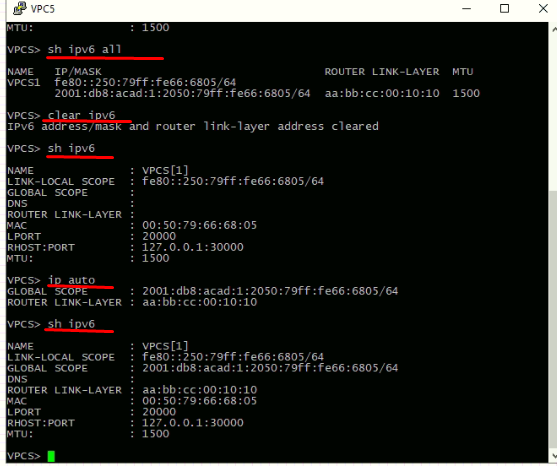 VPC5
MTU: : 1500
VPCS> sh ipv6 all
NAME IP/MASK ROUTER LINK-LAYER MTU
VPCS1 fe80::250:79ff:fe66:6805/64
2001:db8:acad:1:2050:79ff:fe66:6805/64 aa:bb:cc:00:10:10 1500
VPCS> clear ipv6
IPv6 address/mask and router link-layer address cleared
VPCS> sh ipv6
NAME : VPCS[1]
LINK-LOCAL SCOPE : fe80::250:79ff:fe66:6805/64
GLOBAL SCOPE :
DNS :
ROUTER LINK-LAYER :
MAC : 00:50:79:66:68:05
LPORT : 20000
RHOST:PORT : 127.0.0.1:30000
MTU: : 1500
VPCS> ip auto
GLOBAL SCOPE : 2001:db8:acad:1:2050:79ff:fe66:6805/64
ROUTER LINK-LAYER : aa:bb:cc:00:10:10
VPCS> sh ipv6
NAME : VPCS[1]
LINK-LOCAL SCOPE : fe80::250:79ff:fe66:6805/64
GLOBAL SCOPE : 2001:db8:acad:1:2050:79ff:fe66:6805/64
DNS :
ROUTER LINK-LAYER : aa:bb:cc:00:10:10
MAC : 00:50:79:66:68:05
LPORT : 20000
RHOST:PORT : 127.0.0.1:30000
MTU: : 1500
VPCS>